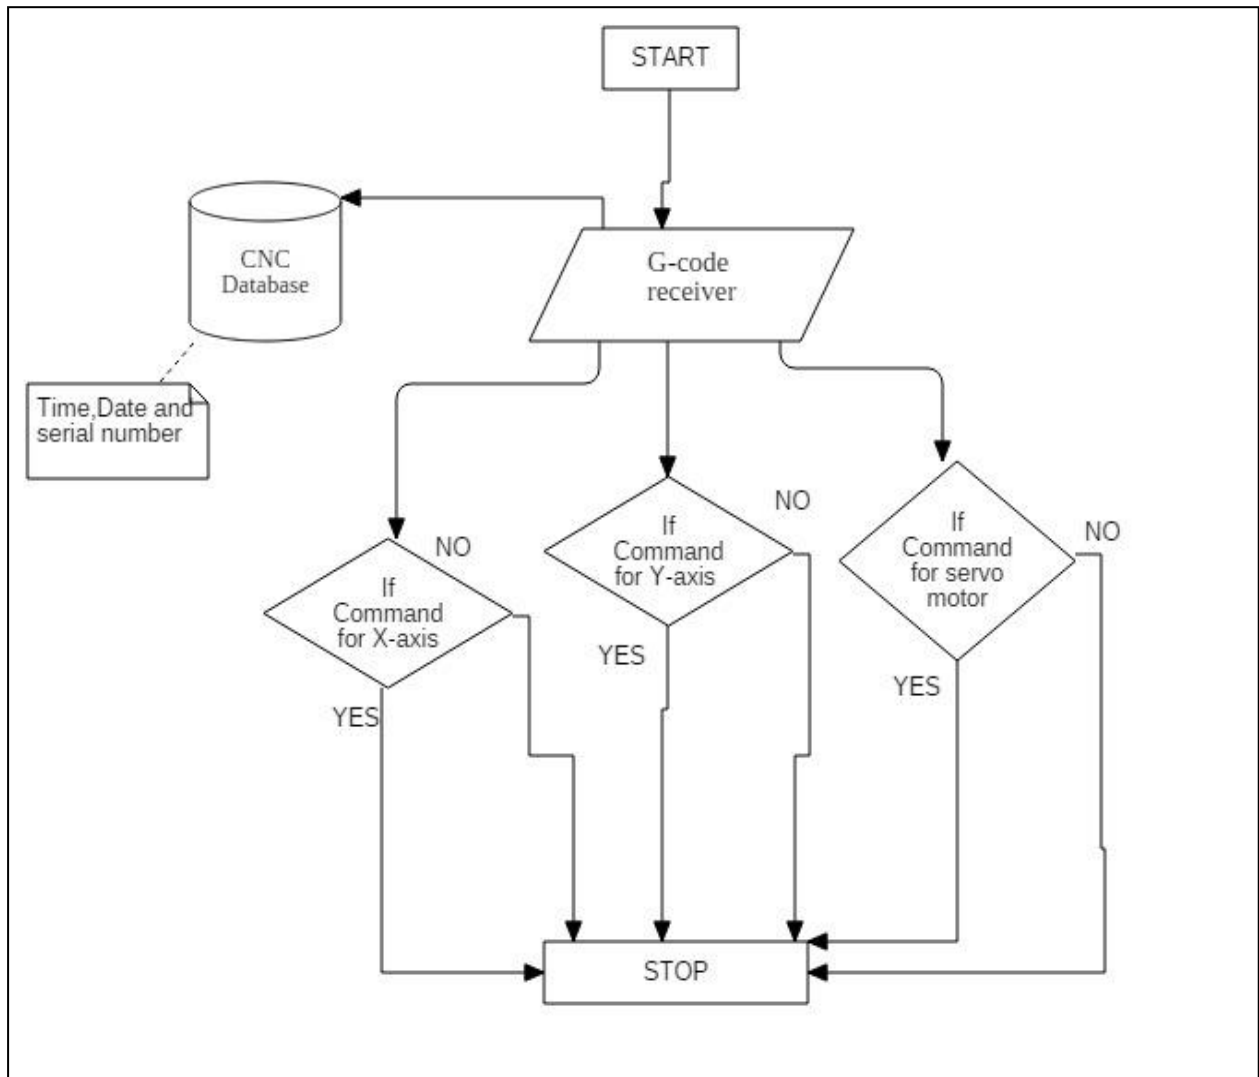 START
CNC
Database
G-code
receiver
Time,Date and
serial number
NO
If
Command
for X-axis
YES
NO
If
Command
for Y-axis
YES
NO
If
Command
for servo
motor
YES
STOP